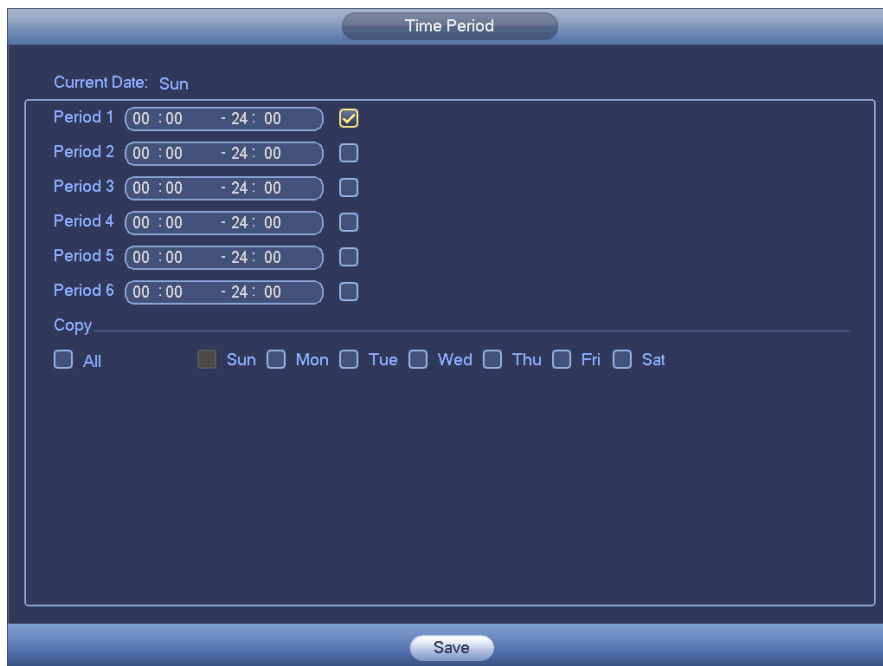 Time Period
Current Date: Sun
Period 1 00 :00 - 24 : 00
Period 2 00 :00 - 24 : 00
Period 3 00 :00 - 24 : 00
Period 4 00 :00 - 24 : 00
Period 5 00 :00 - 24 : 00
Period 6 00 :00 - 24 : 00
Copy
All Sun Mon Tue Wed Thu Fri Sat
Save